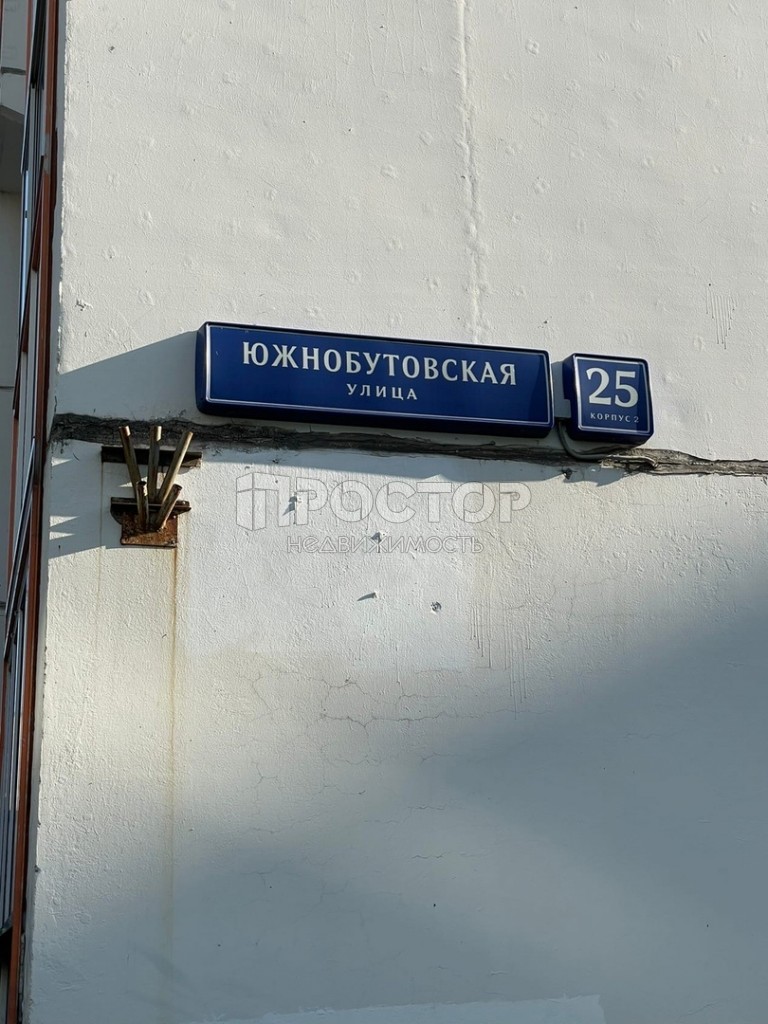 ЮЖНОБУТОВСКАЯ
УЛИЦА
25
КОРПУС 2
ПРОСТОР
НЕДВИЖИМОСТЬ